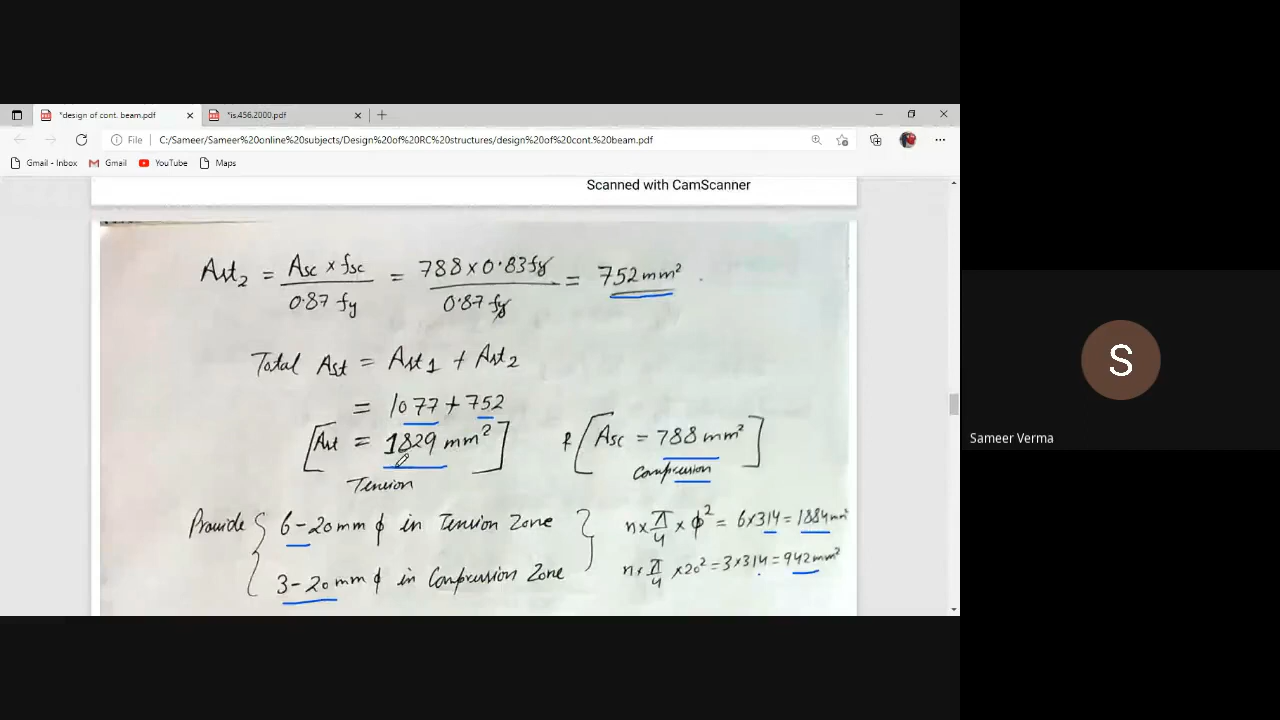 *design of cont. beam.pdf
*is.456.2000.pdf
File
C:/Sameer/Sameer%20online%20subjects/Design%20of%20RC%20structures/design%20of%20cont.%20beam.pdf
Gmail - Inbox
Gmail
YouTube
Maps
Scanned with CamScanner
Ast₂ = Asc × fsc / 0.87 fy = 788 × 0.83fy / 0.87 fy = 752 mm².
Total Ast = Ast₁ + Ast₂
= 1077 + 752
[Ast = 1829 mm²] & [Asc = 788 mm²]
Tension
Compression
Provide { 6-20mm ϕ in Tension Zone } n × π/4 × ϕ² = 6×314 = 1884 mm²
3-20mm ϕ in Compression Zone n × π/4 × 20² = 3×314 = 942 mm²
S
Sameer Verma